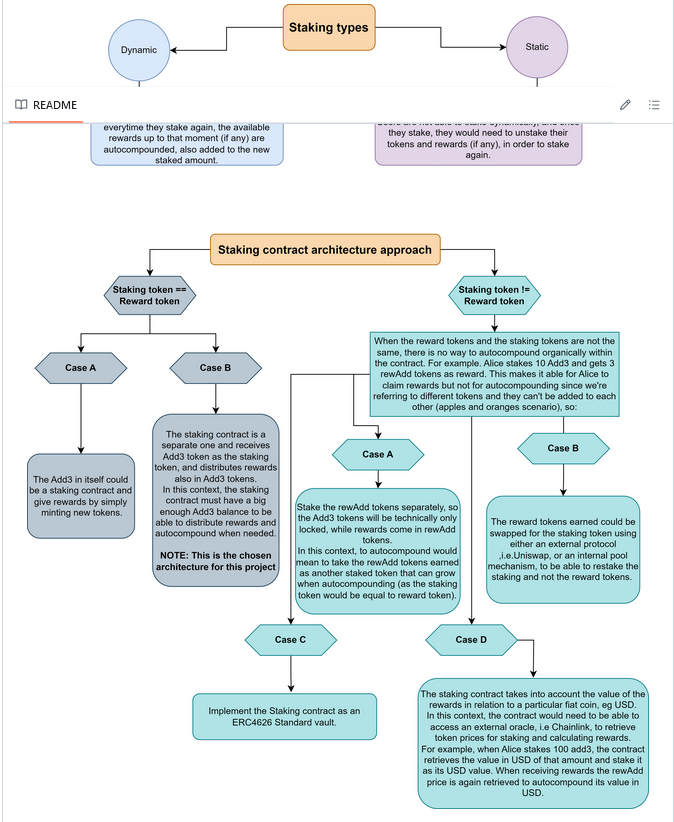 Staking types
Dynamic
Static
README
everytime they stake again, the available
rewards up to that moment (if any) are
autocompounded, also added to the new
staked amount.
they stake, they would need to unstake their
tokens and rewards (if any), in order to stake
again.
Staking contract architecture approach
Staking token ==
Reward token
Staking token !=
Reward token
When the reward tokens and the staking tokens are not the
same, there is no way to autocompound organically within
the contract. For example. Alice stakes 10 Add3 and gets 3
rewAdd tokens as reward. This makes it able for Alice to
claim rewards but not for autocompounding since we're
referring to different tokens and they can't be added to each
other (apples and oranges scenario), so:
Case A
Case B
The Add3 in itself could
be a staking contract and
give rewards by simply
minting new tokens.
The staking contract is a
separate one and receives
Add3 token as the staking
token, and distributes rewards
also in Add3 tokens.
In this context, the staking
contract must have a big
enough Add3 balance to be
able to distribute rewards and
autocompound when needed.
NOTE: This is the chosen
architecture for this project
Case A
Case B
Stake the rewAdd tokens separately, so
the Add3 tokens will be technically only
locked, while rewards come in rewAdd
tokens.
In this context, to autocompound would
mean to take the rewAdd tokens earned
as another staked token that can grow
when autocompounding (as the staking
token would be equal to reward token).
The reward tokens earned could be
swapped for the staking token using
either an external protocol
,i.e.Uniswap, or an internal pool
mechanism, to be able to restake the
staking and not the reward tokens.
Case C
Case D
Implement the Staking contract as an
ERC4626 Standard vault.
The staking contract takes into account the value of the
rewards in relation to a particular fiat coin, eg USD.
In this context, the contract would need to be able to
access an external oracle, i.e Chainlink, to retrieve
token prices for staking and calculating rewards.
For example, when Alice stakes 100 add3, the contract
retrieves the value in USD of that amount and stake it
as its USD value. When receiving rewards the rewAdd
price is again retrieved to autocompound its value in
USD.